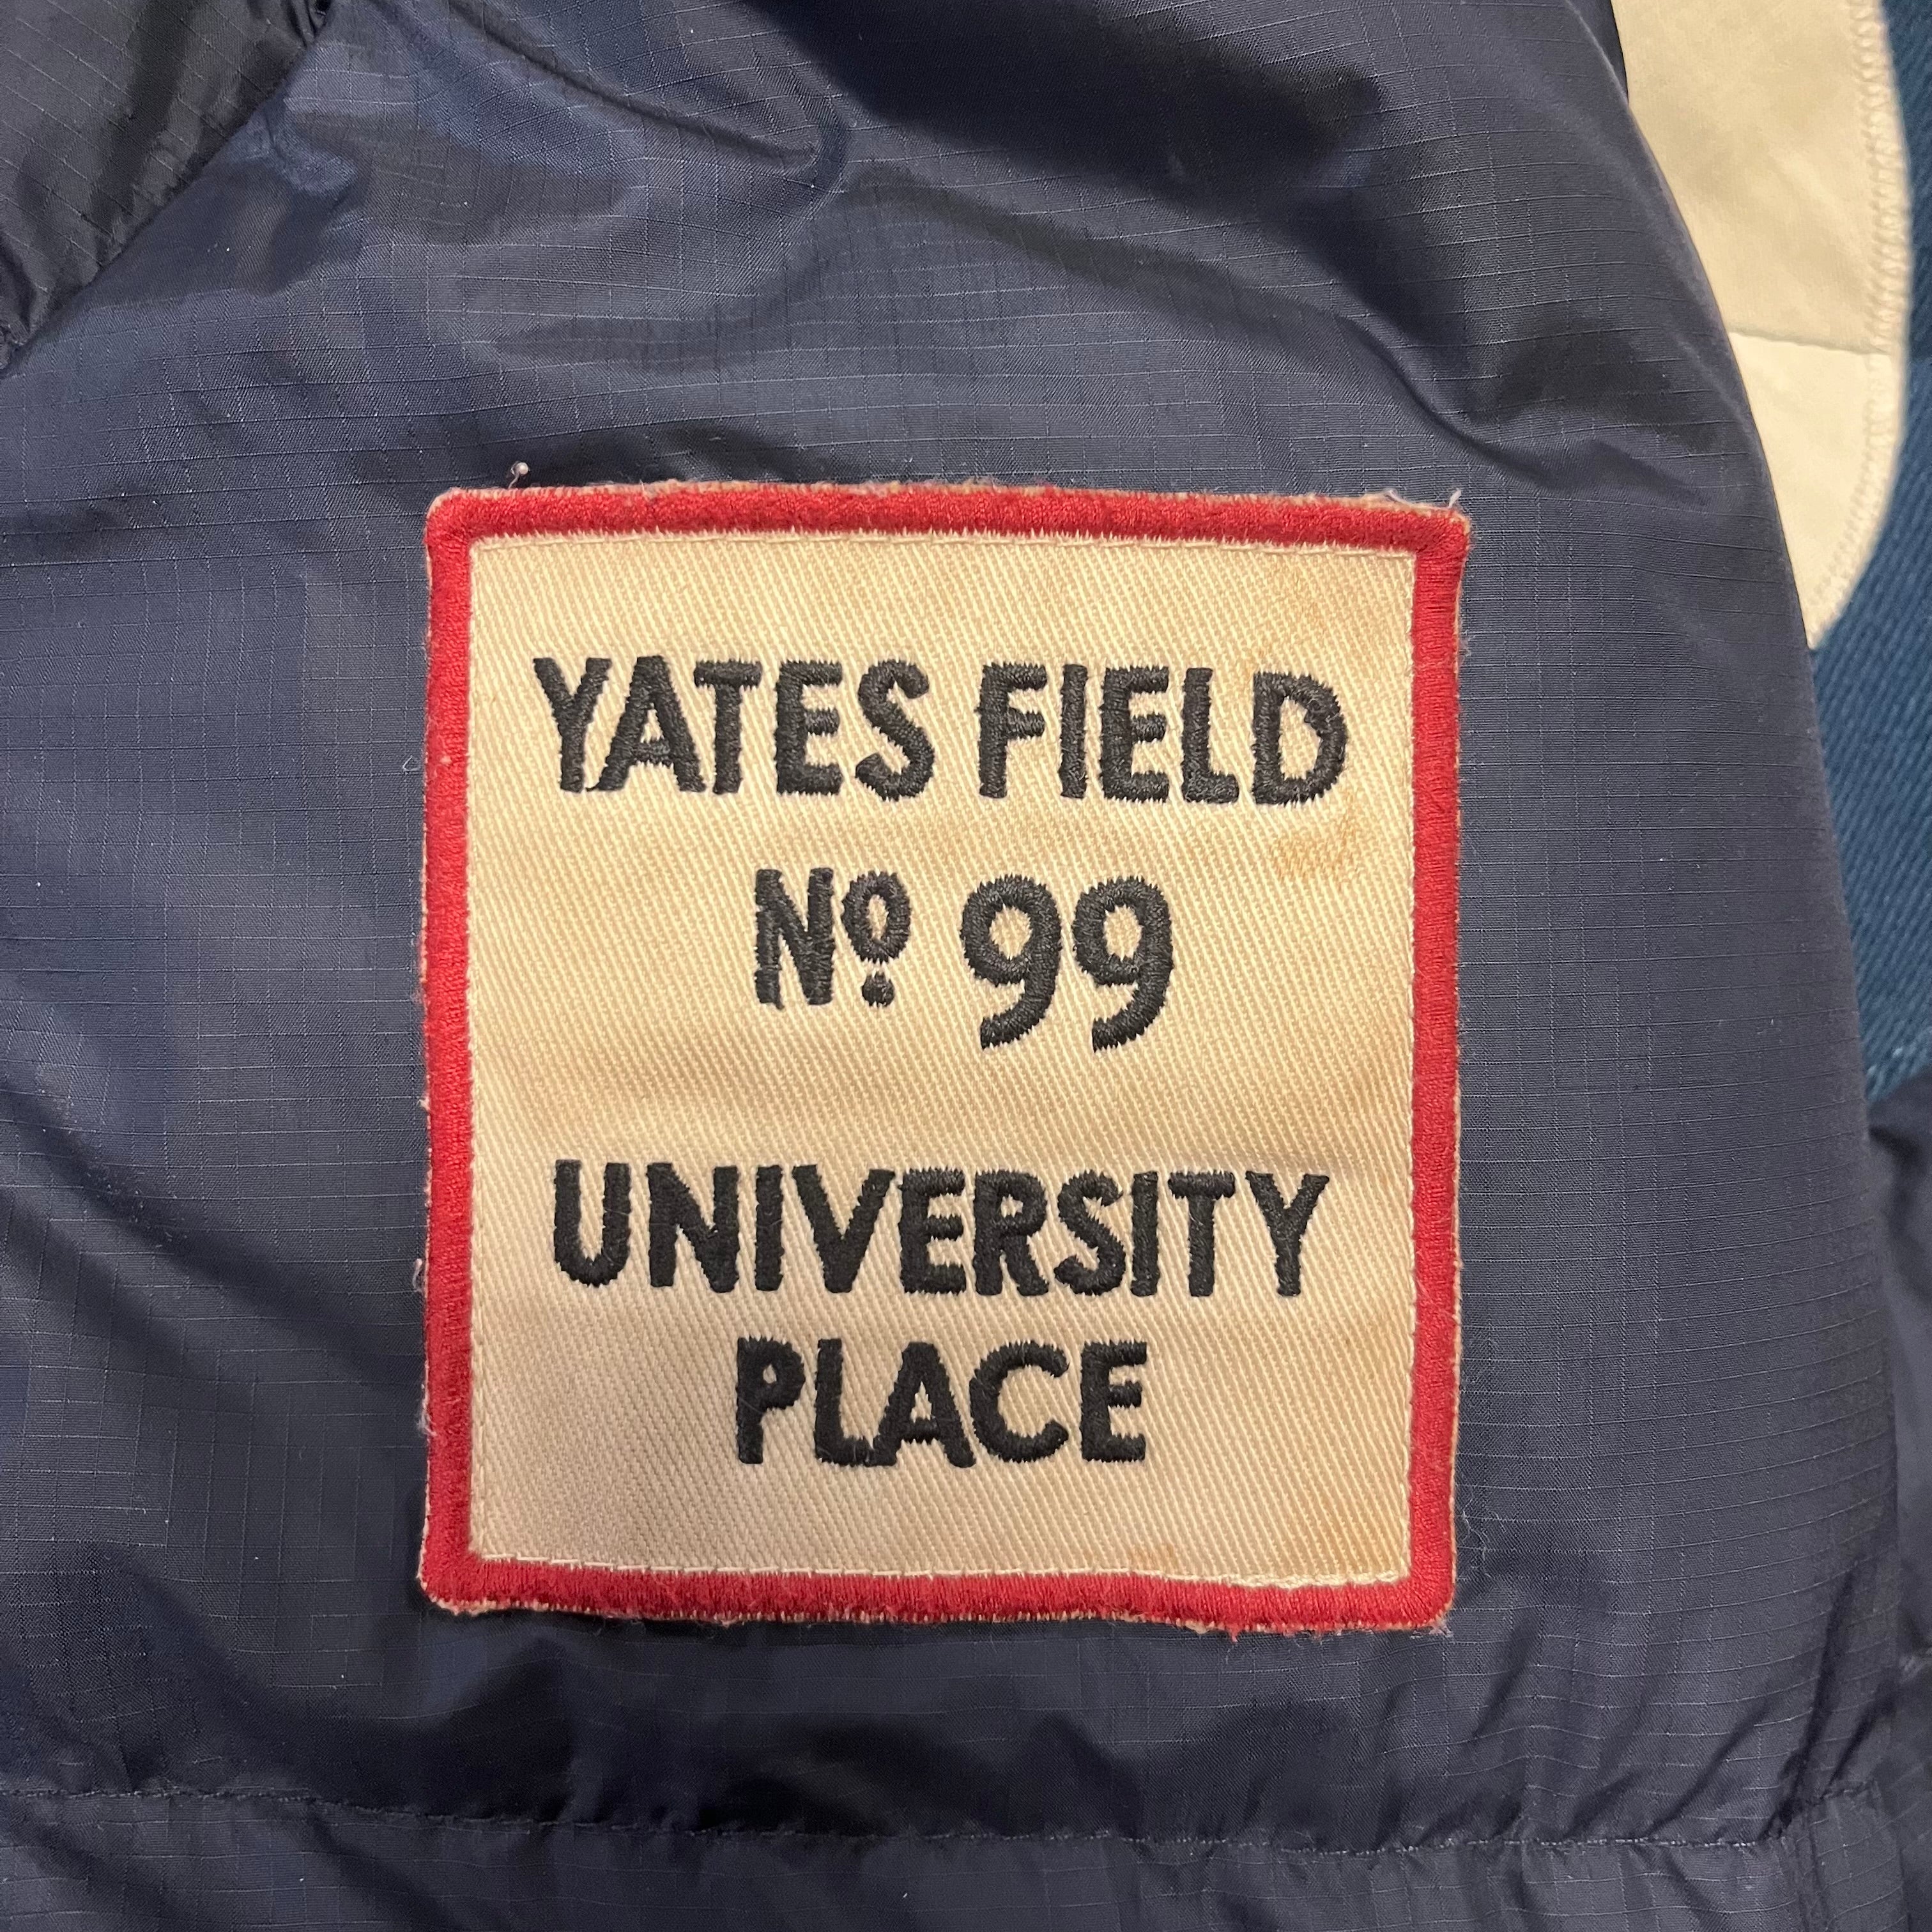 YATES FIELD
Nº 99
UNIVERSITY
PLACE